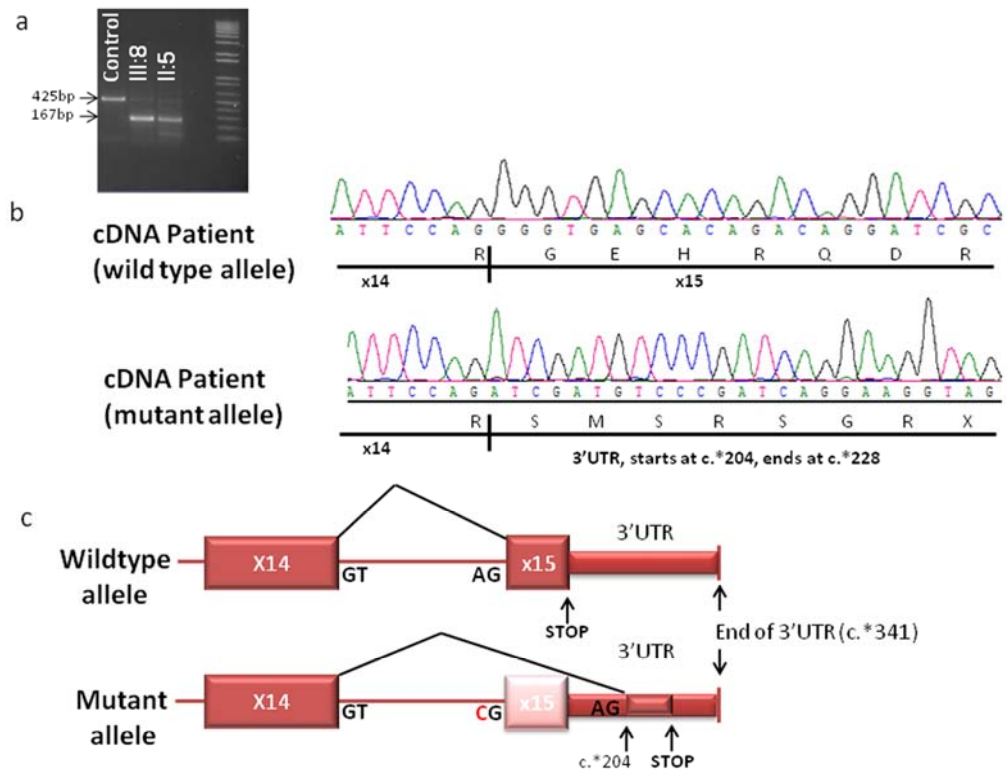 a
Control
III:8
II:5
425bp
167bp
b
cDNA Patient
(wild type allele)
A T T C C A G G G G T G A G C A C A G A C A G G A T C G C
R G E H R Q D R
x14 x15
cDNA Patient
(mutant allele)
A T T C C A G A T C G A T G T C C C G A T C A G G A A G G T A G
R S M S R S G R X
x14
3'UTR, starts at c.*204, ends at c.*228
c
Wildtype
allele
X14
GT
AG
x15
3'UTR
STOP
End of 3'UTR (c.*341)
Mutant
allele
X14
GT
CG
x15
3'UTR
AG
c.*204
STOP